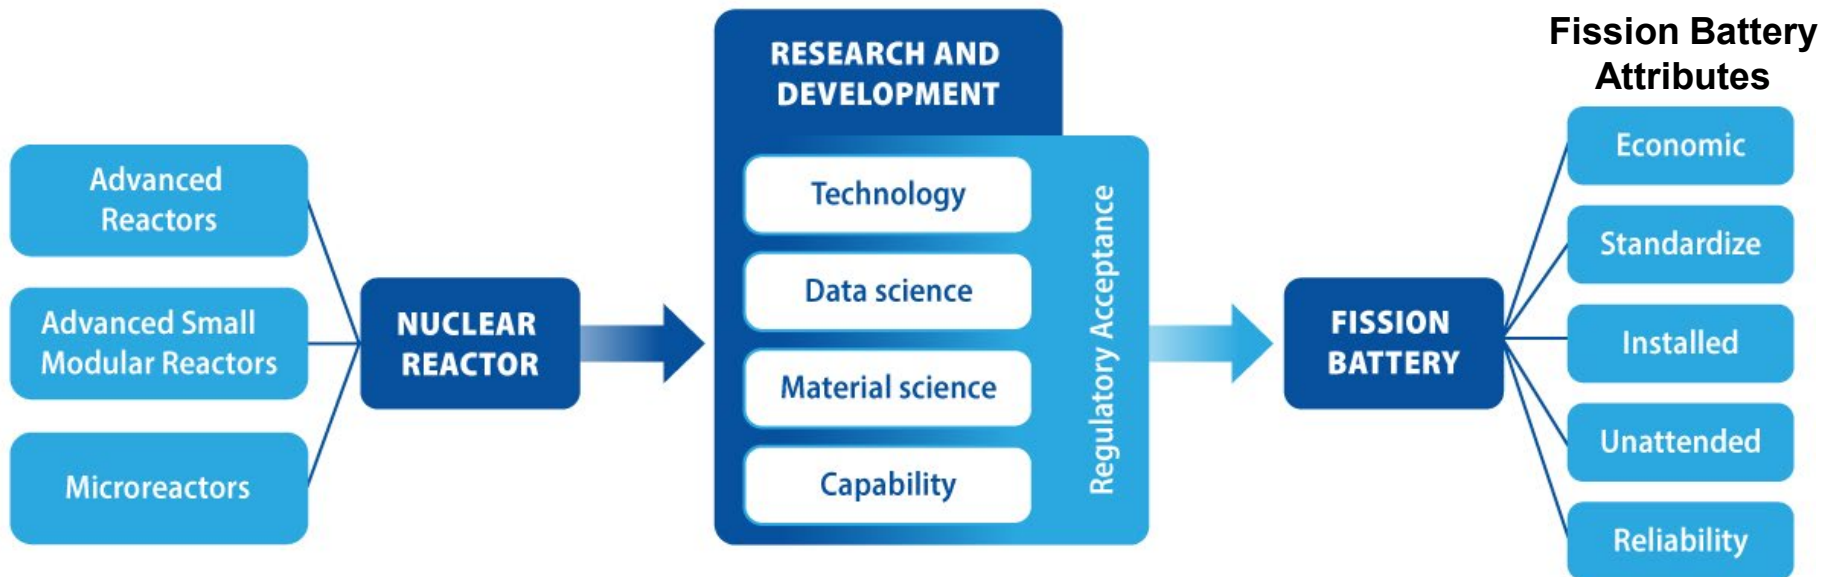 Advanced
Reactors
Advanced Small
Modular Reactors
Microreactors
NUCLEAR
REACTOR
RESEARCH AND
DEVELOPMENT
Technology
Data science
Material science
Capability
Regulatory Acceptance
FISSION
BATTERY
Fission Battery
Attributes
Economic
Standardize
Installed
Unattended
Reliability